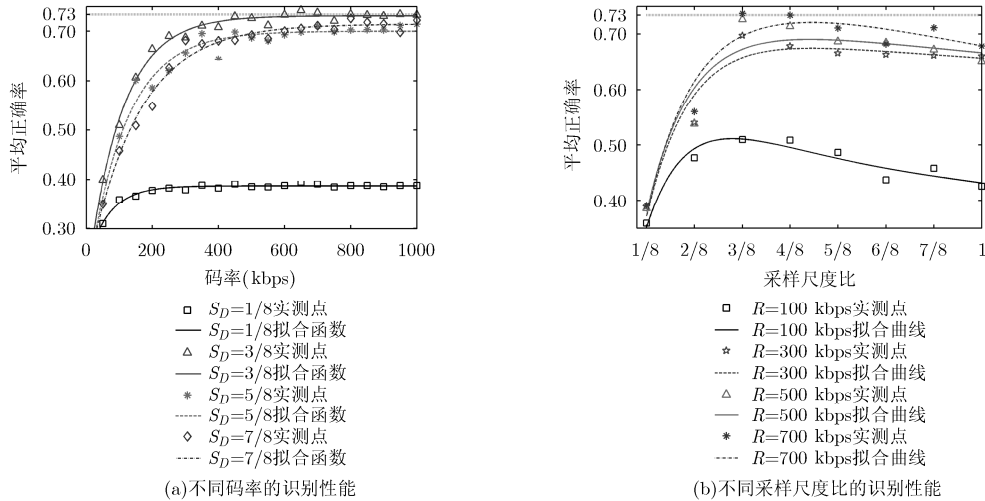 0.73
0.70
0.60
0.50
0.40
0.30
平均正确率
0 200 400 600 800 1000
码率(kbps)
S_D=1/8实测点
S_D=1/8拟合函数
S_D=3/8实测点
S_D=3/8拟合函数
S_D=5/8实测点
S_D=5/8拟合函数
S_D=7/8实测点
S_D=7/8拟合函数
(a)不同码率的识别性能
0.73
0.70
0.60
0.50
0.40
平均正确率
1/8 2/8 3/8 4/8 5/8 6/8 7/8 1
采样尺度比
R=100 kbps实测点
R=100 kbps拟合曲线
R=300 kbps实测点
R=300 kbps拟合曲线
R=500 kbps实测点
R=500 kbps拟合曲线
R=700 kbps实测点
R=700 kbps拟合曲线
(b)不同采样尺度比的识别性能